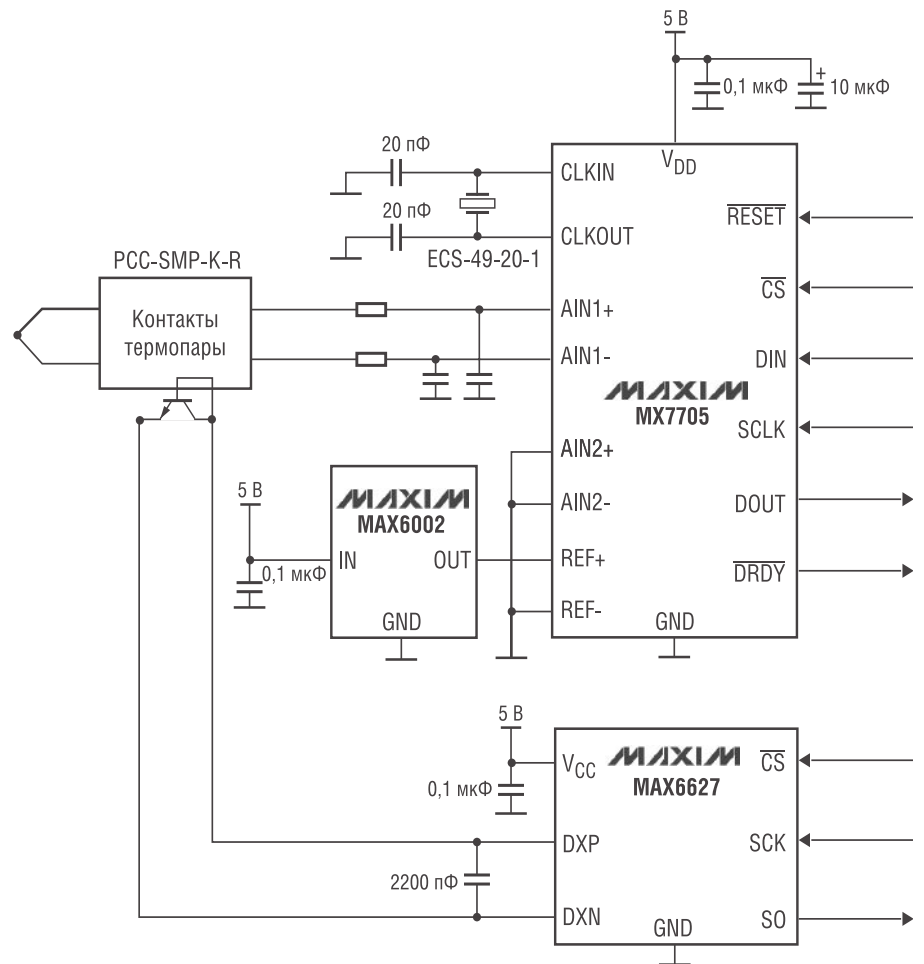 5 В
0,1 мкФ
+
10 мкФ
20 пФ
20 пФ
ECS-49-20-1
CLKIN
VDD
CLKOUT
RESET
CS
DIN
SCLK
DOUT
DRDY
AIN1+
AIN1-
MAXIM
MX7705
AIN2+
AIN2-
REF+
REF-
GND
PCC-SMP-K-R
Контакты
термопары
5 В
0,1 мкФ
MAXIM
MAX6002
IN
OUT
GND
5 В
0,1 мкФ
VCC
MAXIM
MAX6627
CS
DXP
SCK
2200 пФ
DXN
SO
GND